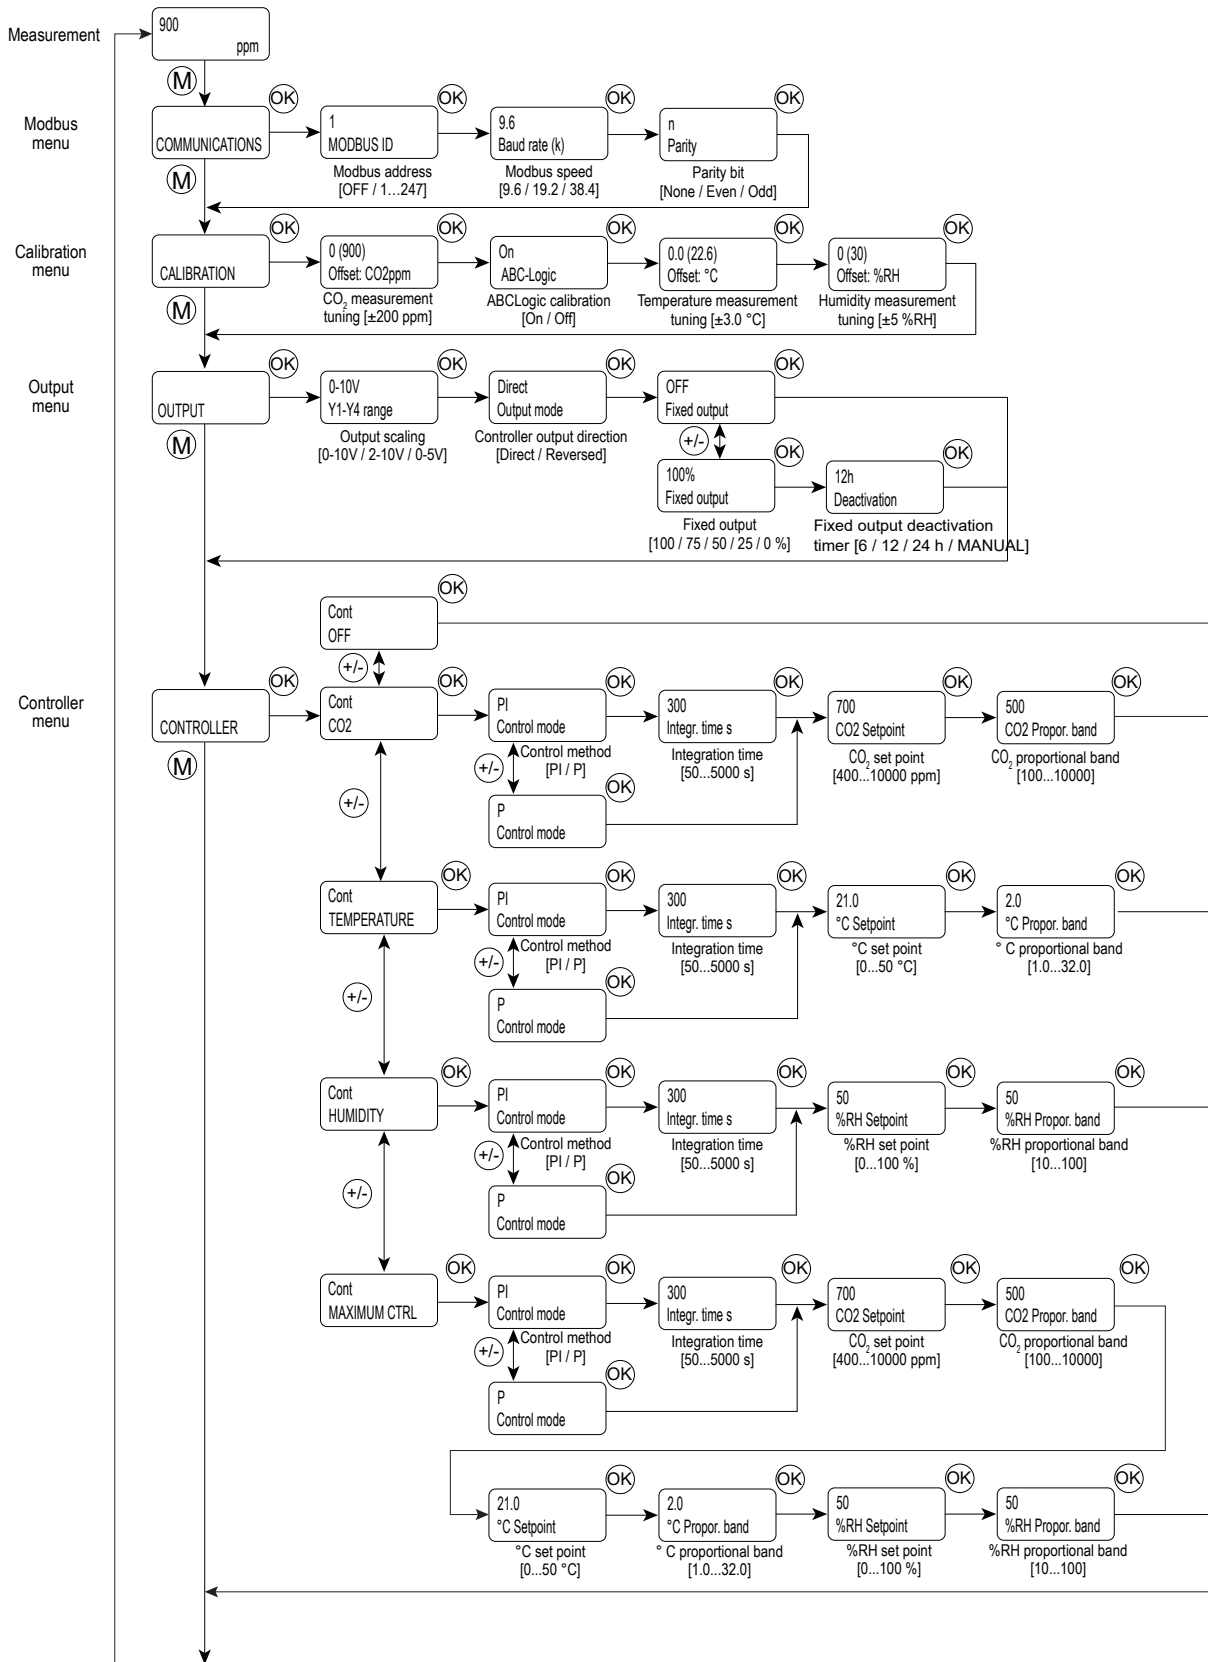 Measurement
900
ppm
M
Modbus
menu
COMMUNICATIONS
OK
1
MODBUS ID
Modbus address
[OFF / 1...247]
OK
9.6
Baud rate (k)
Modbus speed
[9.6 / 19.2 / 38.4]
OK
n
Parity
Parity bit
[None / Even / Odd]
OK
M
Calibration
menu
CALIBRATION
OK
0 (900)
Offset: CO2ppm
CO2 measurement
tuning [±200 ppm]
OK
On
ABC-Logic
ABCLogic calibration
[On / Off]
OK
0.0 (22.6)
Offset: °C
Temperature measurement
tuning [±3.0 °C]
OK
0 (30)
Offset: %RH
Humidity measurement
tuning [±5 %RH]
OK
M
Output
menu
OUTPUT
OK
0-10V
Y1-Y4 range
Output scaling
[0-10V / 2-10V / 0-5V]
OK
Direct
Output mode
Controller output direction
[Direct / Reversed]
OK
OFF
Fixed output
OK
+/-
100%
Fixed output
Fixed output
[100 / 75 / 50 / 25 / 0 %]
OK
12h
Deactivation
Fixed output deactivation
timer [6 / 12 / 24 h / MANUAL]
OK
M
Cont
OFF
OK
+/-
Controller
menu
CONTROLLER
OK
M
Cont
CO2
OK
PI
Control mode
Control method
[PI / P]
OK
+/-
P
Control mode
OK
300
Integr. time s
Integration time
[50...5000 s]
OK
700
CO2 Setpoint
CO2 set point
[400...10000 ppm]
OK
500
CO2 Propor. band
CO2 proportional band
[100...10000]
OK
+/-
Cont
TEMPERATURE
OK
PI
Control mode
Control method
[PI / P]
OK
+/-
P
Control mode
OK
300
Integr. time s
Integration time
[50...5000 s]
OK
21.0
°C Setpoint
°C set point
[0...50 °C]
OK
2.0
°C Propor. band
° C proportional band
[1.0...32.0]
OK
+/-
Cont
HUMIDITY
OK
PI
Control mode
Control method
[PI / P]
OK
+/-
P
Control mode
OK
300
Integr. time s
Integration time
[50...5000 s]
OK
50
%RH Setpoint
%RH set point
[0...100 %]
OK
50
%RH Propor. band
%RH proportional band
[10...100]
OK
+/-
Cont
MAXIMUM CTRL
OK
PI
Control mode
Control method
[PI / P]
OK
+/-
P
Control mode
OK
300
Integr. time s
Integration time
[50...5000 s]
OK
700
CO2 Setpoint
CO2 set point
[400...10000 ppm]
OK
500
CO2 Propor. band
CO2 proportional band
[100...10000]
OK
21.0
°C Setpoint
°C set point
[0...50 °C]
OK
2.0
°C Propor. band
° C proportional band
[1.0...32.0]
OK
50
%RH Setpoint
%RH set point
[0...100 %]
OK
50
%RH Propor. band
%RH proportional band
[10...100]
OK